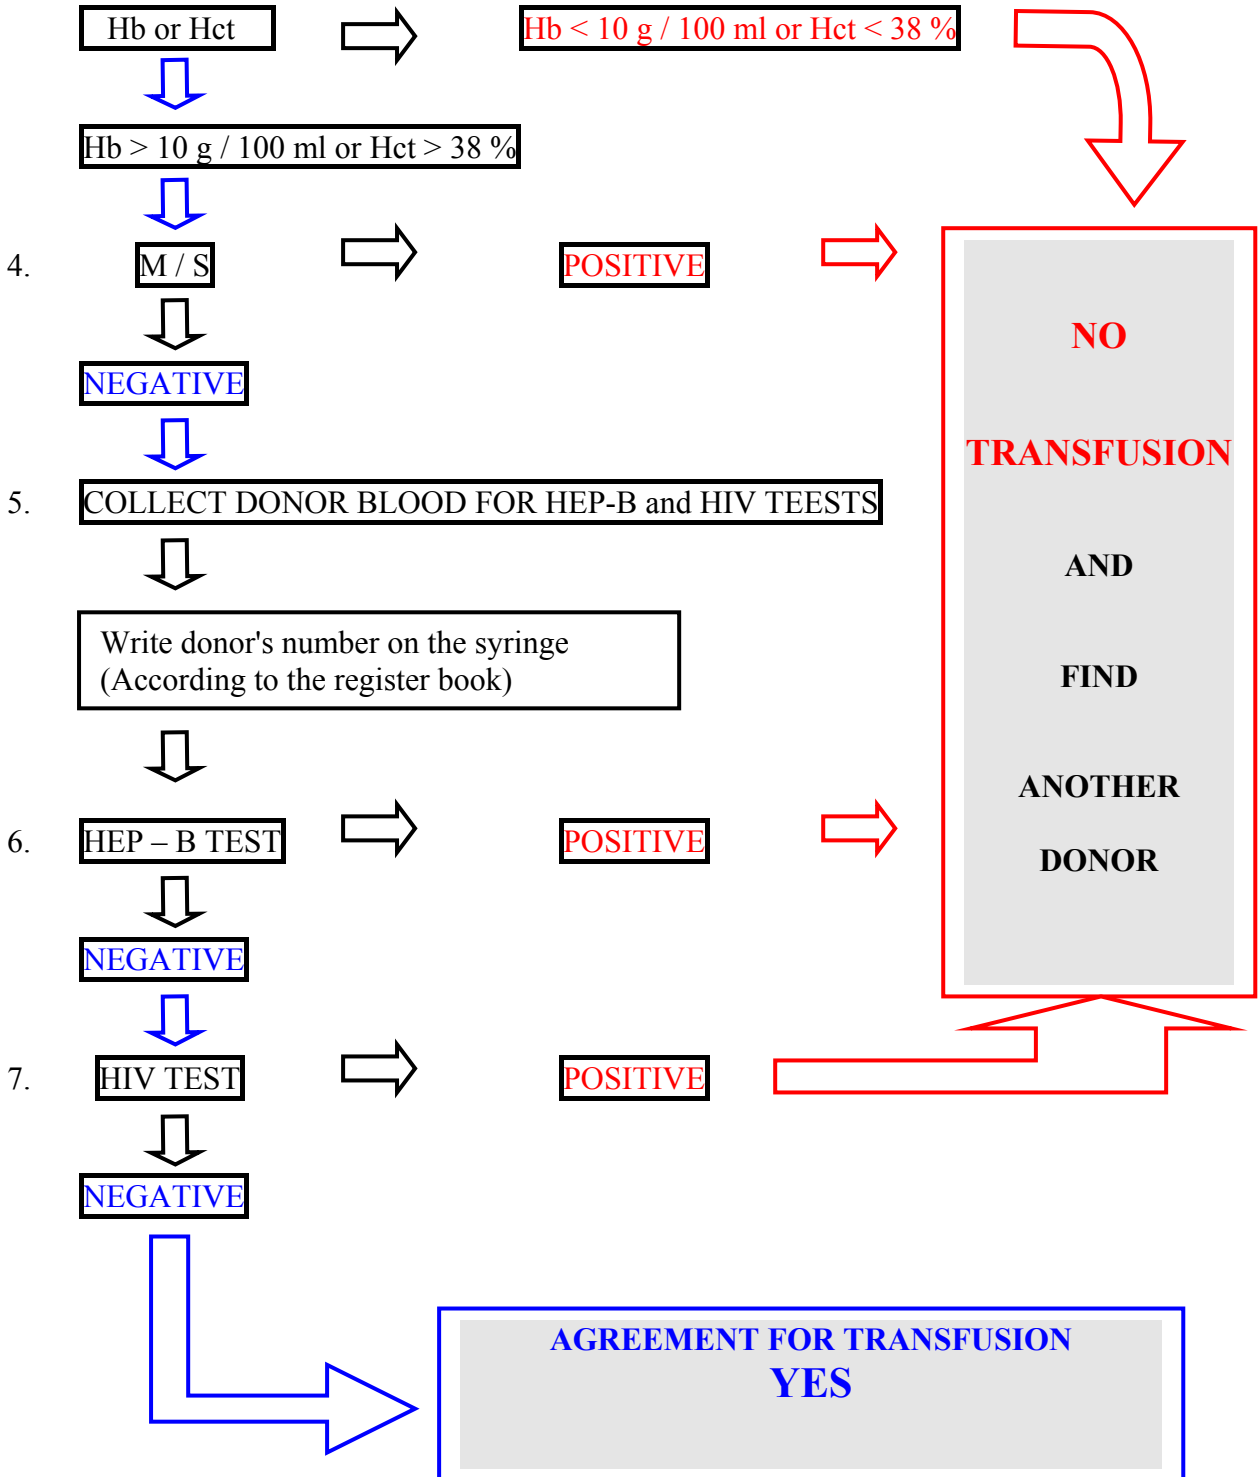 Hb or Hct
Hb < 10 g / 100 ml or Hct < 38 %
Hb > 10 g / 100 ml or Hct > 38 %
4. M / S
POSITIVE
NEGATIVE
5. COLLECT DONOR BLOOD FOR HEP-B and HIV TEESTS
Write donor's number on the syringe
(According to the register book)
6. HEP – B TEST
POSITIVE
NEGATIVE
7. HIV TEST
POSITIVE
NEGATIVE
NO
TRANSFUSION
AND
FIND
ANOTHER
DONOR
AGREEMENT FOR TRANSFUSION
YES